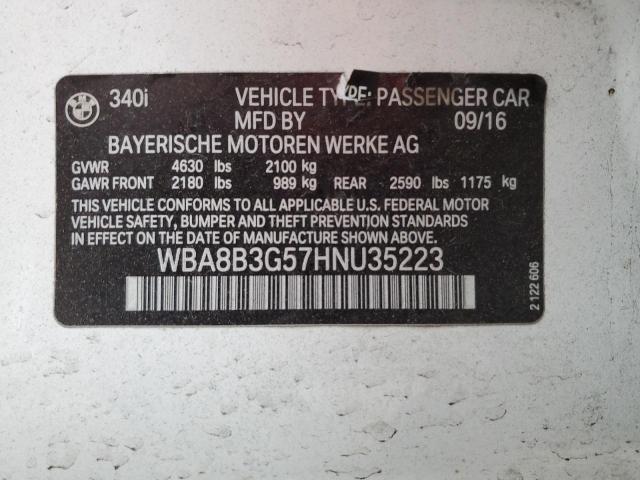 340i VEHICLE TYPE: PASSENGER CAR
MFD BY 09/16
BAYERISCHE MOTOREN WERKE AG
GVWR 4630 lbs 2100 kg
GAWR FRONT 2180 lbs 989 kg REAR 2590 lbs 1175 kg
THIS VEHICLE CONFORMS TO ALL APPLICABLE U.S. FEDERAL MOTOR
VEHICLE SAFETY, BUMPER AND THEFT PREVENTION STANDARDS
IN EFFECT ON THE DATE OF MANUFACTURE SHOWN ABOVE.
WBA8B3G57HNU35223
2 122 606